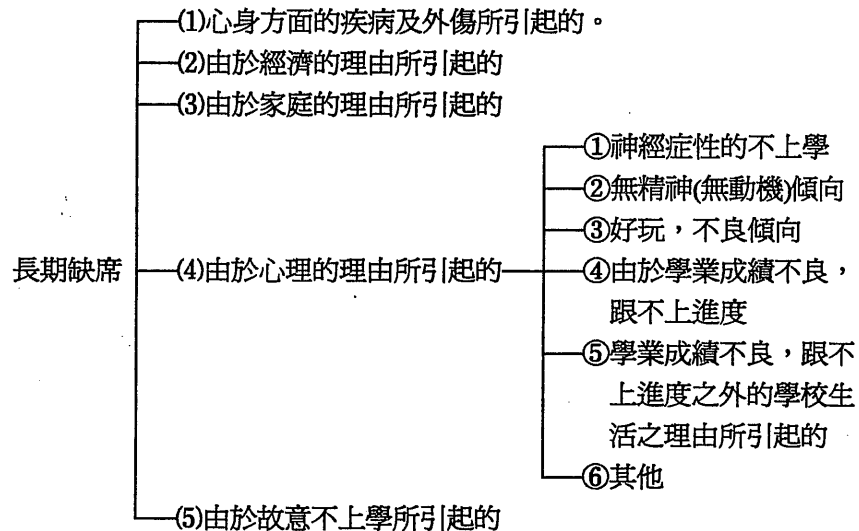 (1)心身方面的疾病及外傷所引起的。
(2)由於經濟的理由所引起的
(3)由於家庭的理由所引起的
長期缺席
(4)由於心理的理由所引起的
①神經症性的不上學
②無精神(無動機)傾向
③好玩，不良傾向
④由於學業成績不良，
跟不上進度
⑤學業成績不良，跟不
上進度之外的學校生
活之理由所引起的
⑥其他
(5)由於故意不上學所引起的